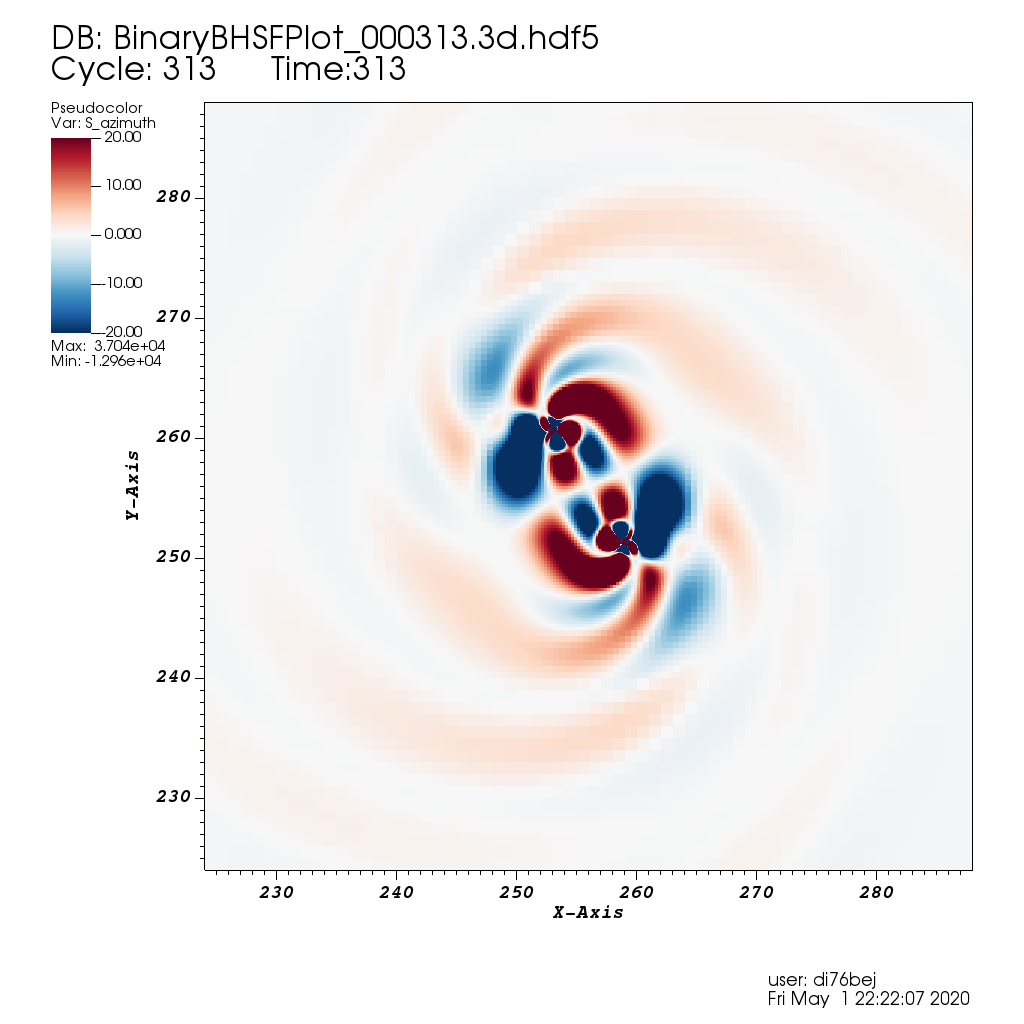 DB: BinaryBHSFPlot_000313.3d.hdf5
Cycle: 313 Time:313
Pseudocolor
Var: S_azimuth
20.00
10.00
0.000
-10.00
-20.00
Max: 3.704e+04
Min: -1.296e+04
280
270
260
250
240
230
Y-Axis
230 240 250 260 270 280
X-Axis
user: di76bej
Fri May 1 22:22:07 2020